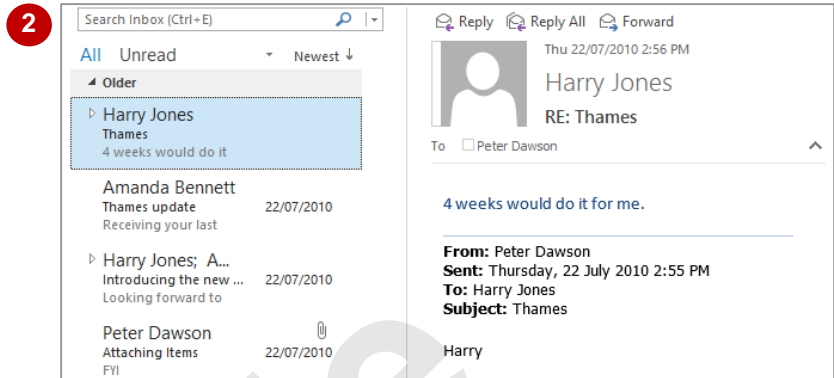 2
Search Inbox (Ctrl+E)
All Unread Newest ↓
Older
Harry Jones
Thames
4 weeks would do it
Amanda Bennett
Thames update 22/07/2010
Receiving your last
Harry Jones; A...
Introducing the new ... 22/07/2010
Looking forward to
Peter Dawson
Attaching Items 22/07/2010
FYI
Reply Reply All Forward
Thu 22/07/2010 2:56 PM
Harry Jones
RE: Thames
To Peter Dawson
4 weeks would do it for me.
From: Peter Dawson
Sent: Thursday, 22 July 2010 2:55 PM
To: Harry Jones
Subject: Thames
Harry